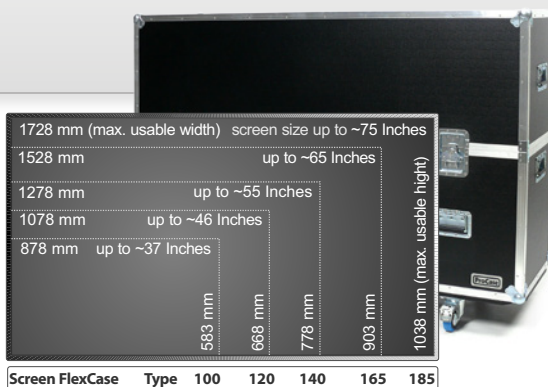 1728 mm (max. usable width) screen size up to ~75 Inches
1528 mm up to ~65 Inches
1278 mm up to ~55 Inches
1078 mm up to ~46 Inches
878 mm up to ~37 Inches
583 mm
668 mm
778 mm
903 mm
1038 mm (max. usable hight)
ProCase
Screen FlexCase Type 100 120 140 165 185